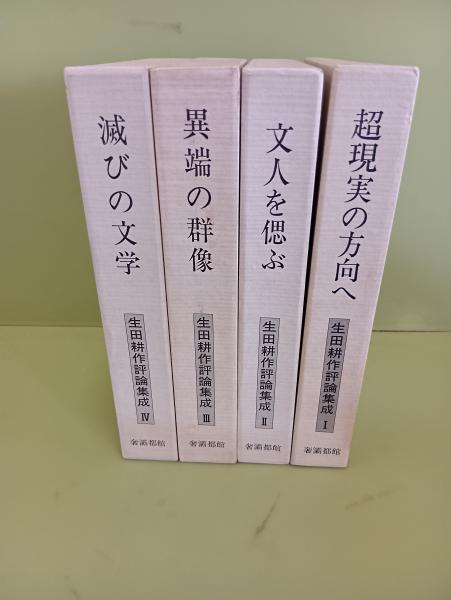 超現実の方向へ
生田耕作評論集成 Ⅰ
奢灞都館
文人を偲ぶ
生田耕作評論集成 Ⅱ
奢灞都館
異端の群像
生田耕作評論集成 Ⅲ
奢灞都館
滅びの文学
生田耕作評論集成 Ⅳ
奢灞都館